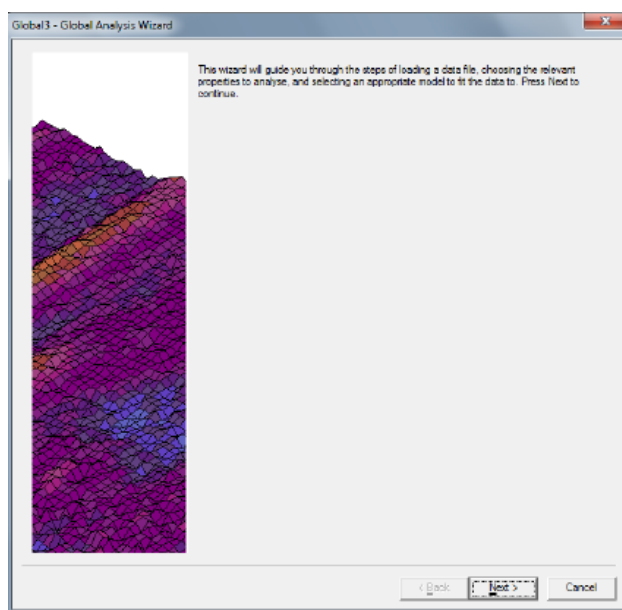 Global3 - Global Analysis Wizard
This wizard will guide you through the steps of loading a data file, choosing the relevant
properties to analyse, and selecting an appropriate model to fit the data to. Press Next to
continue.
< Back
Next >
Cancel